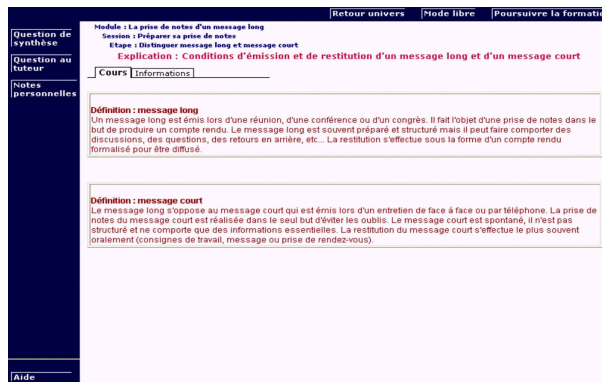 Retour univers
Mode libre
Poursuivre la formatio
Question de
synthèse
Question au
tuteur
Notes
personnelles
Module : La prise de notes d'un message long
Session : Préparer sa prise de notes
Etape : Distinguer message long et message court
Explication : Conditions d'émission et de restitution d'un message long et d'un message court
Cours
Informations
Définition : message long
Un message long est émis lors d'une réunion, d'une conférence ou d'un congrès. Il fait l'objet d'une prise de notes dans le
but de produire un compte rendu. Le message long est souvent préparé et structuré mais il peut faire comporter des
discussions, des questions, des retours en arrière, etc... La restitution s'effectue sous la forme d'un compte rendu
formalisé pour être diffusé.
Définition : message court
Le message long s'oppose au message court qui est émis lors d'un entretien de face à face ou par téléphone. La prise de
notes du message court est réalisée dans le seul but d'éviter les oublis. Le message court est spontané, il n'est pas
structuré et ne comporte que des informations essentielles. La restitution du message court s'effectue le plus souvent
oralement (consignes de travail, message ou prise de rendez-vous).
Aide